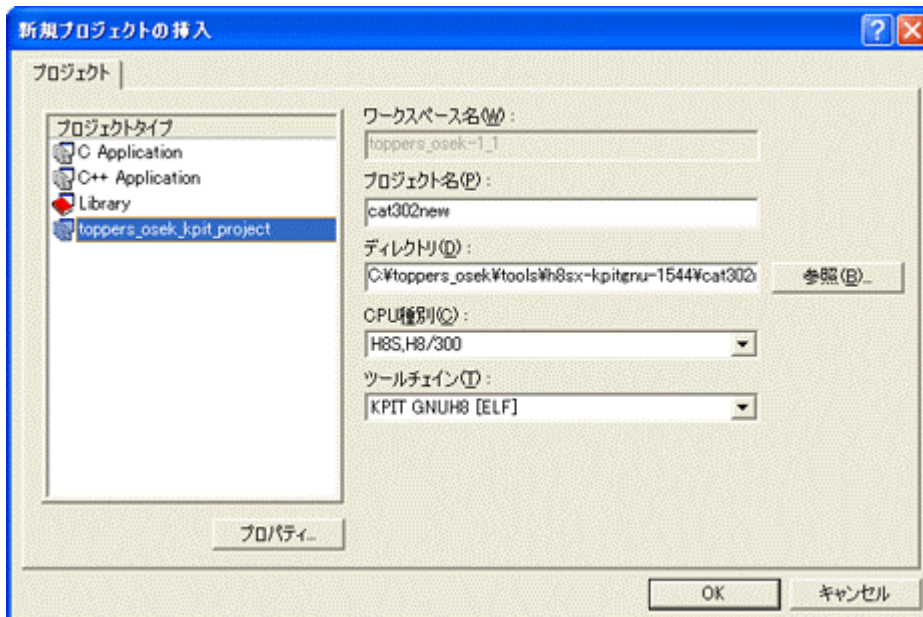 新規プロジェクトの挿入
プロジェクト
プロジェクトタイプ
C Application
C++ Application
Library
toppers_osek_kpit_project
プロパティ...
ワークスペース名(W) :
toppers_osek-1_1
プロジェクト名(P) :
cat302new
ディレクトリ(D) :
C:¥toppers_osek¥tools¥h8sx-kpitgnu-1544¥cat302
参照(B)...
CPU種別(C) :
H8S,H8/300
ツールチェイン(T) :
KPIT GNUH8 [ELF]
OK
キャンセル